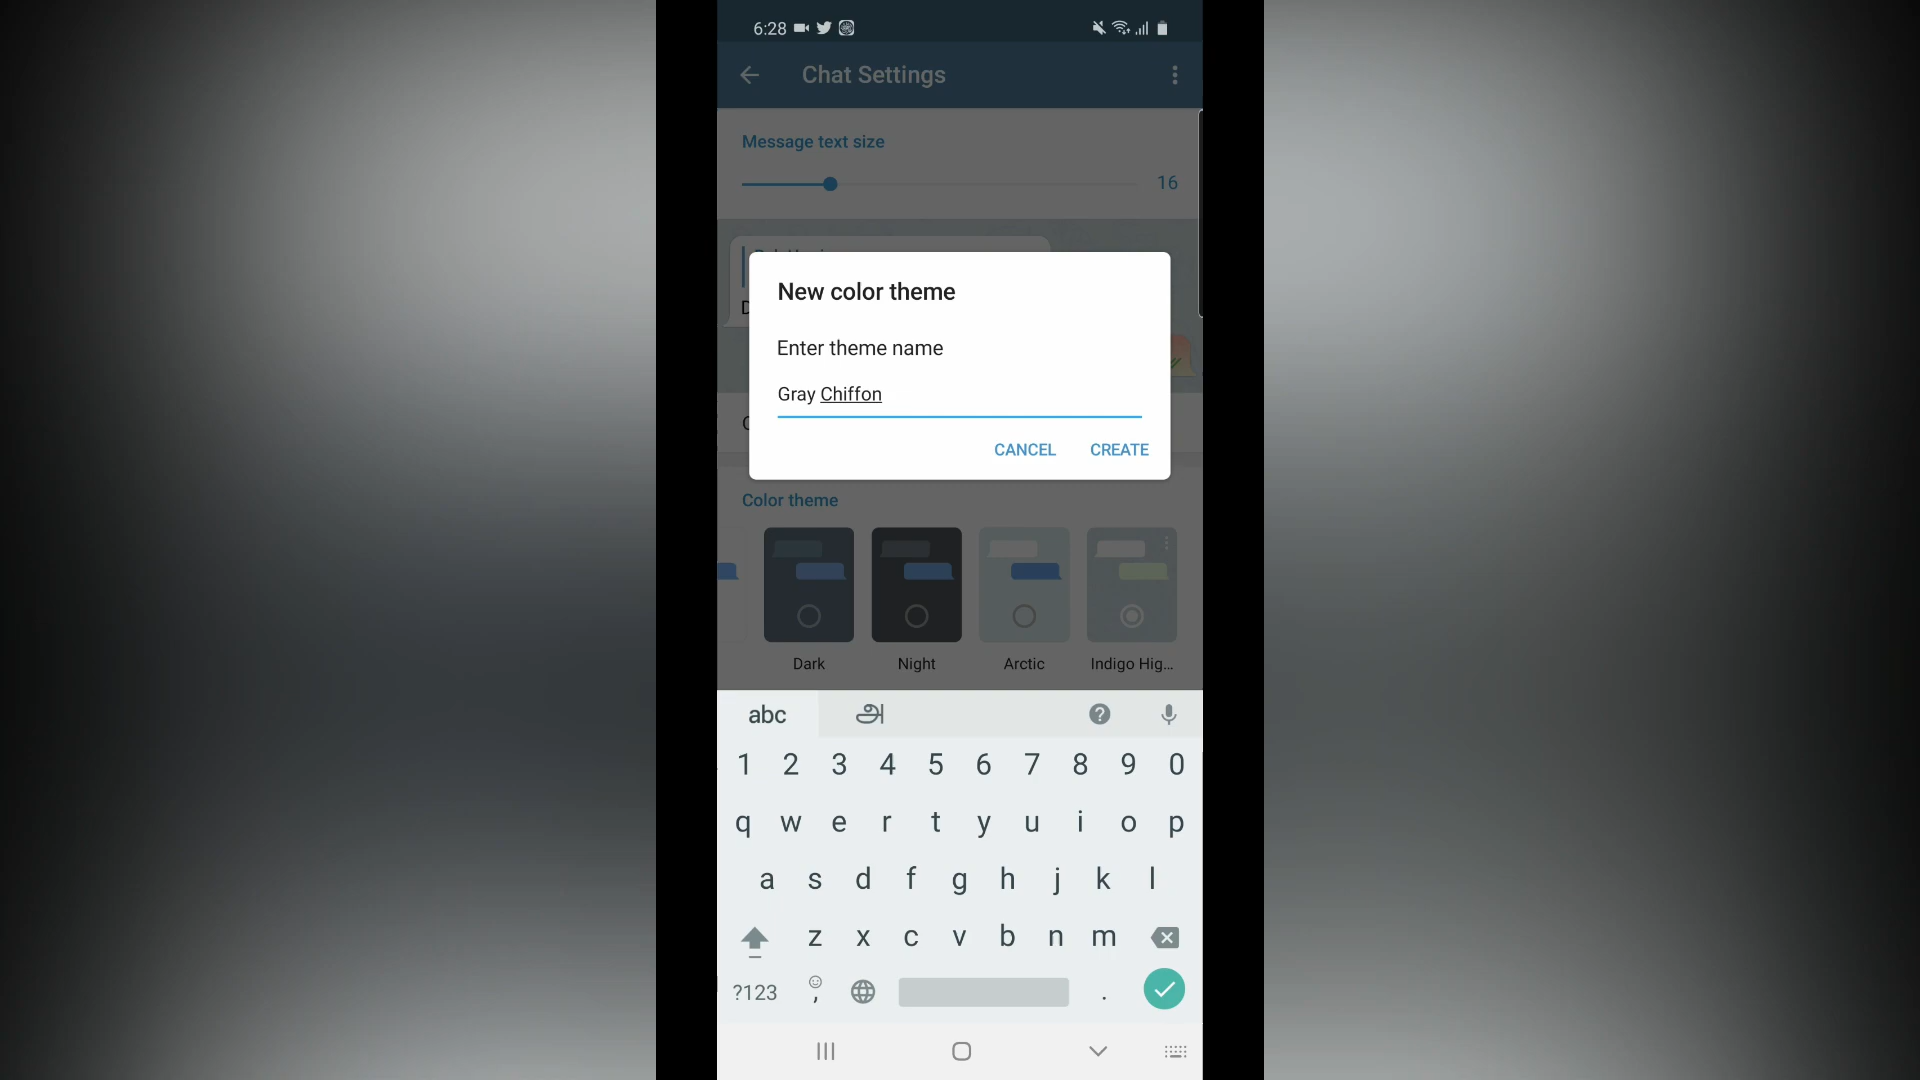 6:28
Chat Settings
Message text size
16
New color theme
Enter theme name
Gray Chiffon
CANCEL CREATE
Color theme
Dark Night Arctic Indigo Hig...
abc அ
1 2 3 4 5 6 7 8 9 0
q w e r t y u i o p
a s d f g h j k l
z x c v b n m
?123 , .